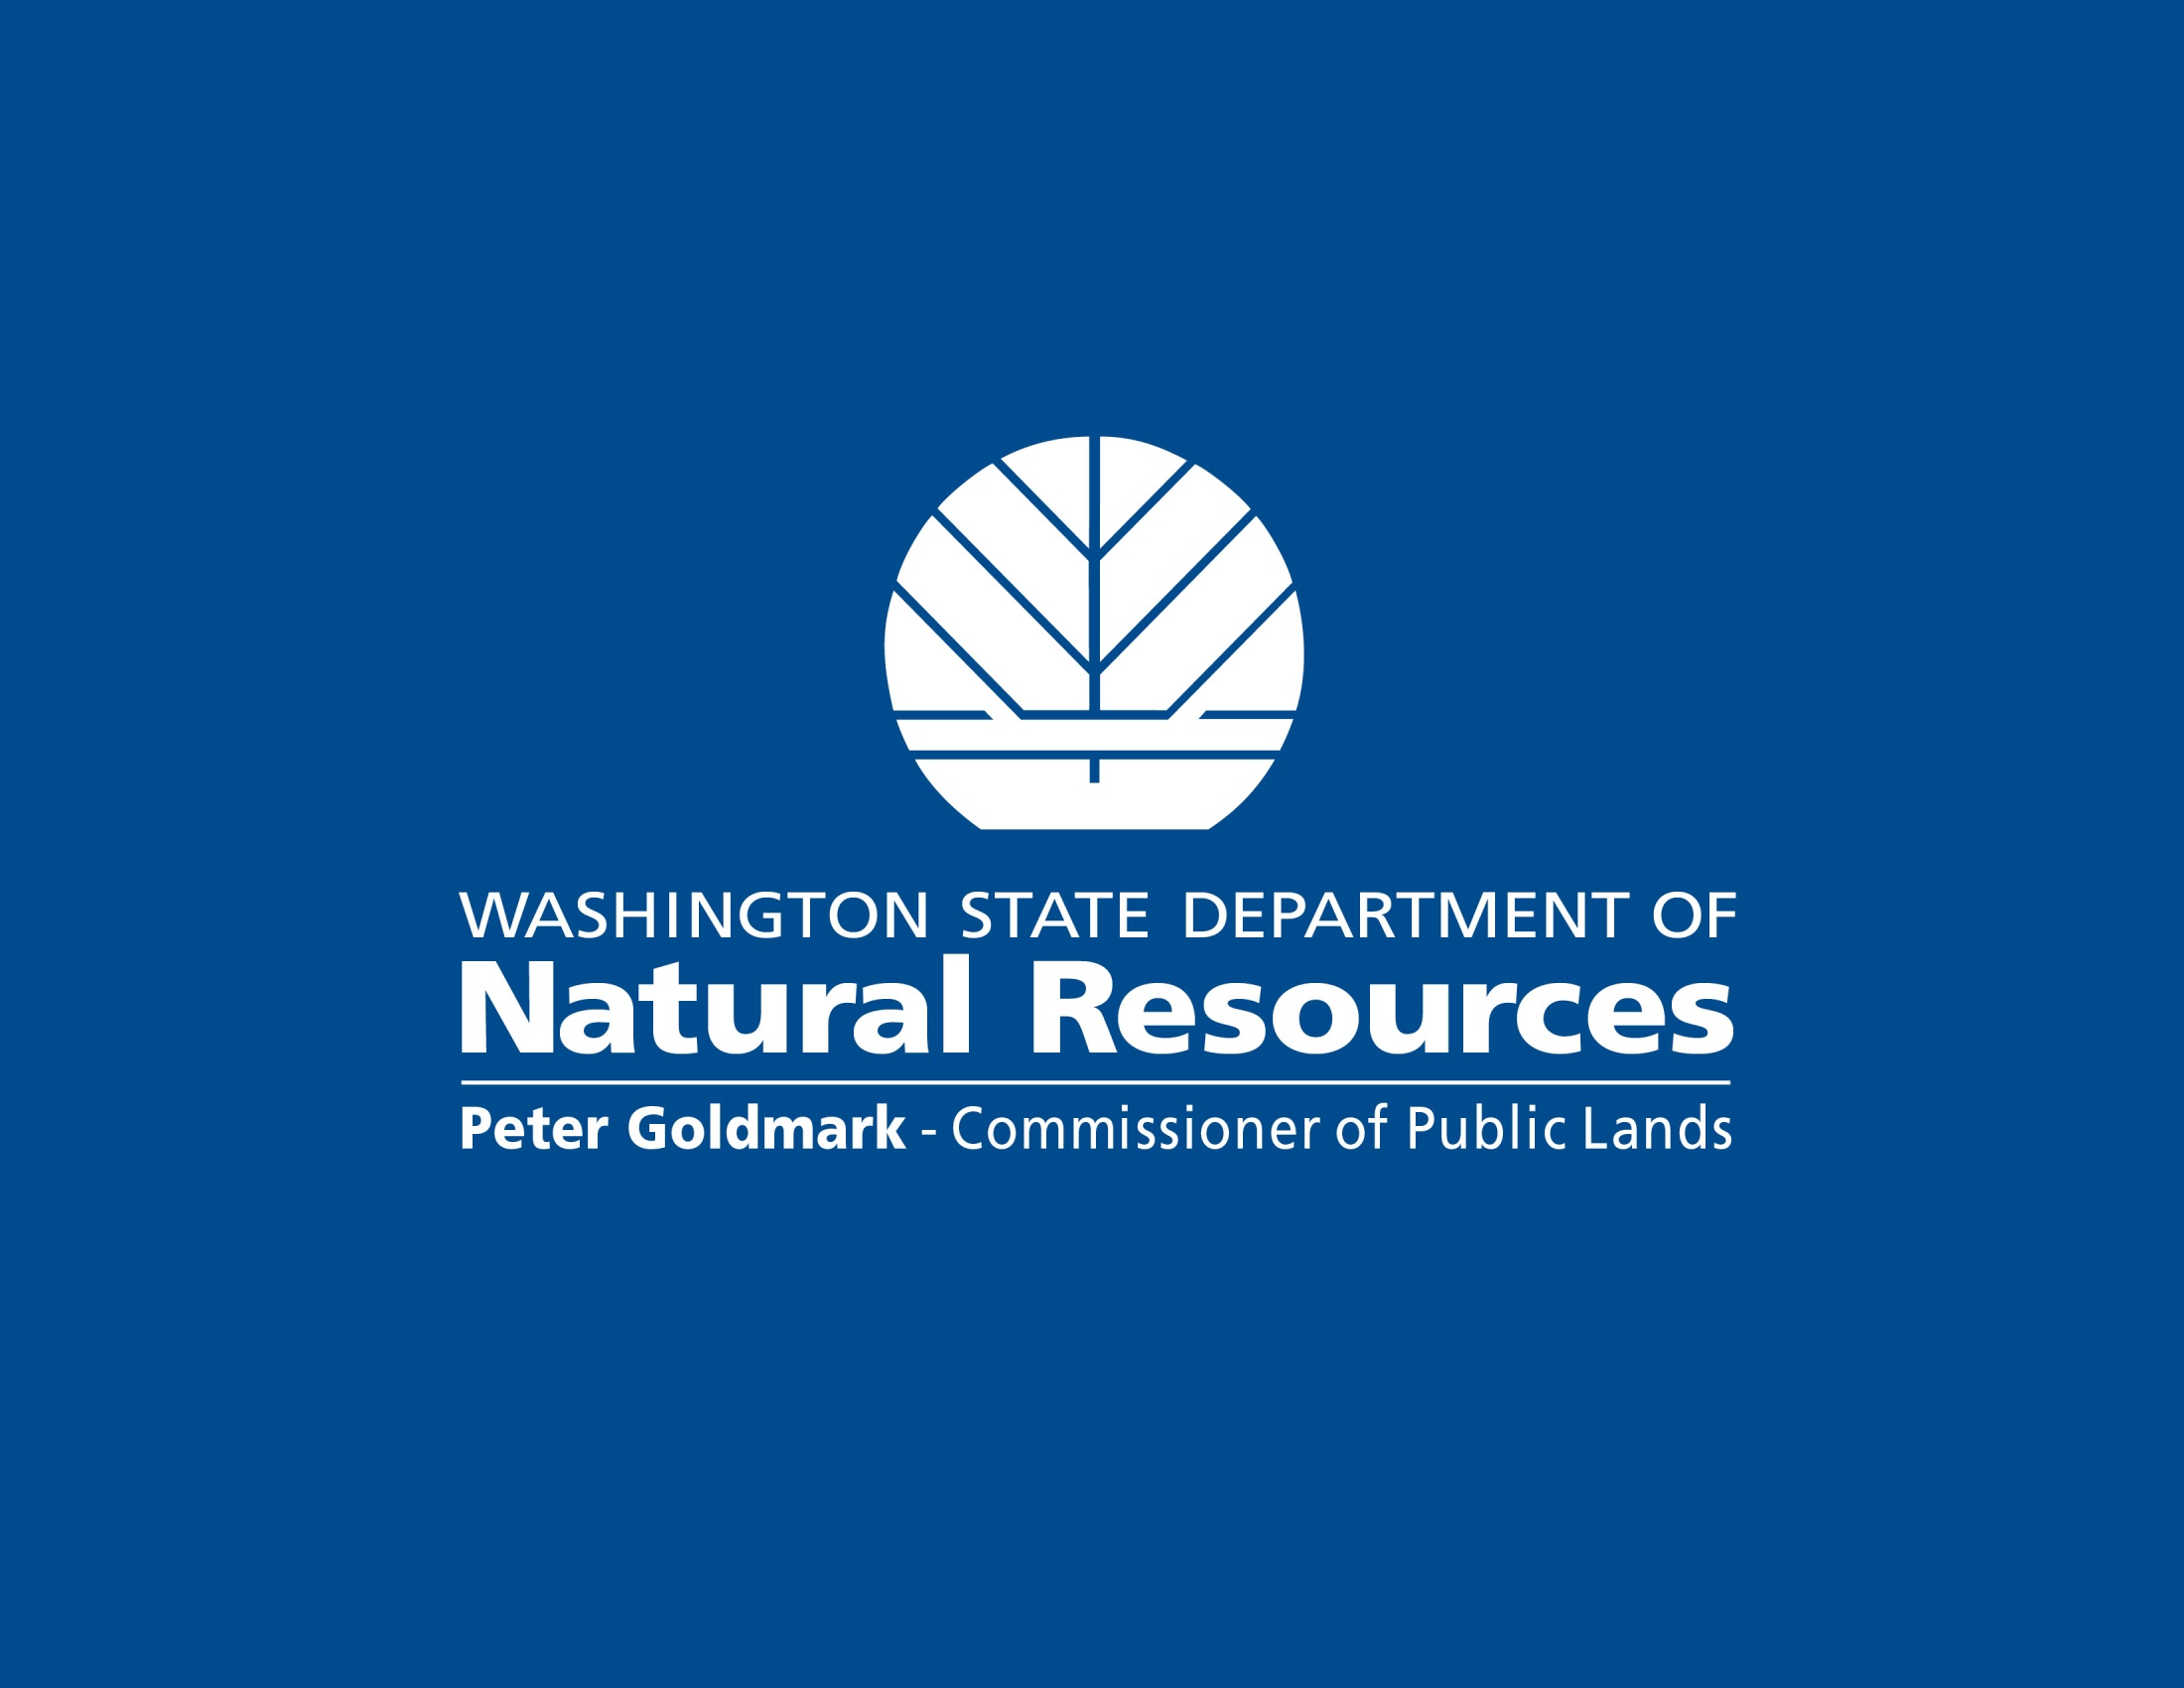 WASHINGTON STATE DEPARTMENT OF
Natural Resources
Peter Goldmark - Commissioner of Public Lands